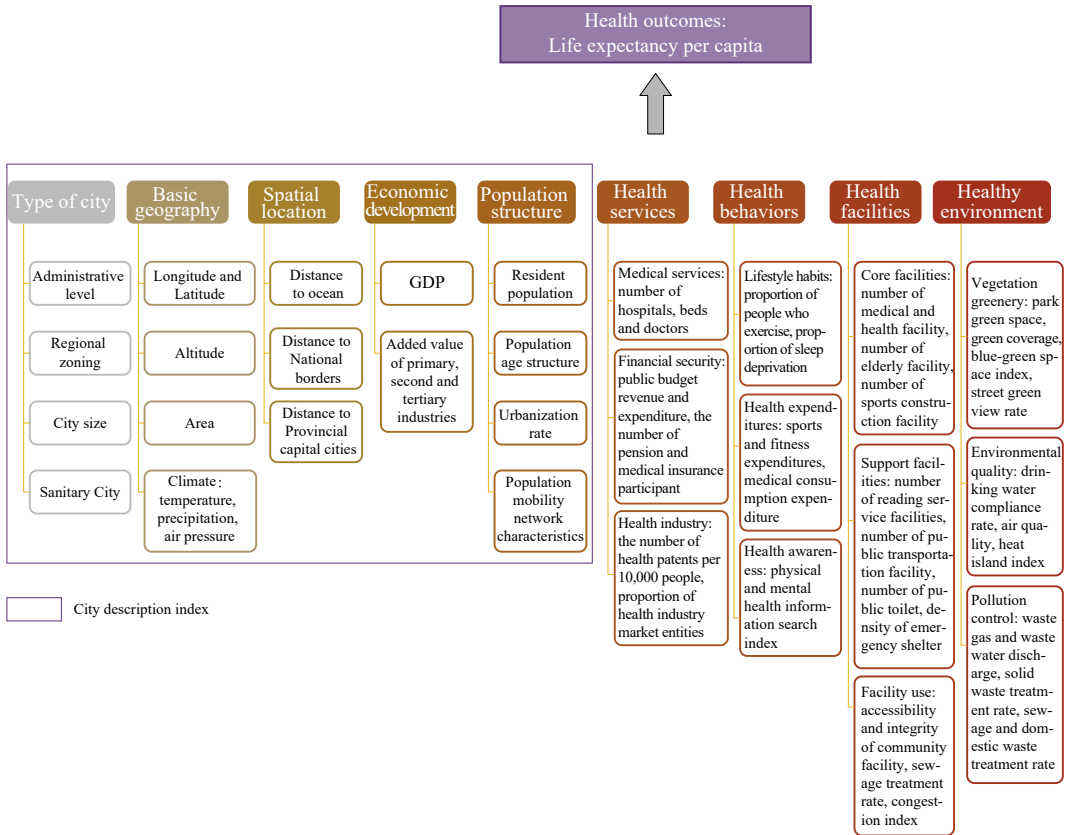 Health outcomes:
Life expectancy per capita
Type of city
Administrative
level
Regional
zoning
City size
Sanitary City
Basic
geography
Longitude and
Latitude
Altitude
Area
Climate:
temperature,
precipitation,
air pressure
Spatial
location
Distance
to ocean
Distance to
National
borders
Distance to
Provincial
capital cities
Economic
development
GDP
Added value
of primary,
second and
tertiary
industries
Population
structure
Resident
population
Population
age structure
Urbanization
rate
Population
mobility
network
characteristics
Health
services
Medical services:
number of
hospitals, beds
and doctors
Financial security:
public budget
revenue and
expenditure, the
number of
pension and
medical insurance
participant
Health industry:
the number of
health patents per
10,000 people,
proportion of
health industry
market entities
Health
behaviors
Lifestyle habits:
proportion of
people who
exercise, prop-
ortion of sleep
deprivation
Health expend-
itures: sports
and fitness
expenditures,
medical consum-
ption expend-
iture
Health aware-
ness: physical
and mental
health inform-
ation search
index
Health
facilities
Core facilities:
number of
medical and
health facility,
number of
elderly facility,
number of
sports constru-
ction facility
Support facil-
ities: number
of reading ser-
vice facilities,
number of pu-
blic transport-
ation facility,
number of pu-
blic toilet, de-
nsity of emer-
gency shelter
Facility use:
accessibility
and integrity
of community
facility, sew-
age treatment
rate, conges-
tion index
Healthy
environment
Vegetation
greenery: park
green space,
green coverage,
blue-green sp-
ace index,
street green
view rate
Environmental
quality: drin-
king water
compliance
rate, air qua-
lity, heat
island index
Pollution
control: waste
gas and waste
water disch-
arge, solid
waste treatm-
ent rate, sew-
age and dom-
estic waste
treatment rate
City description index